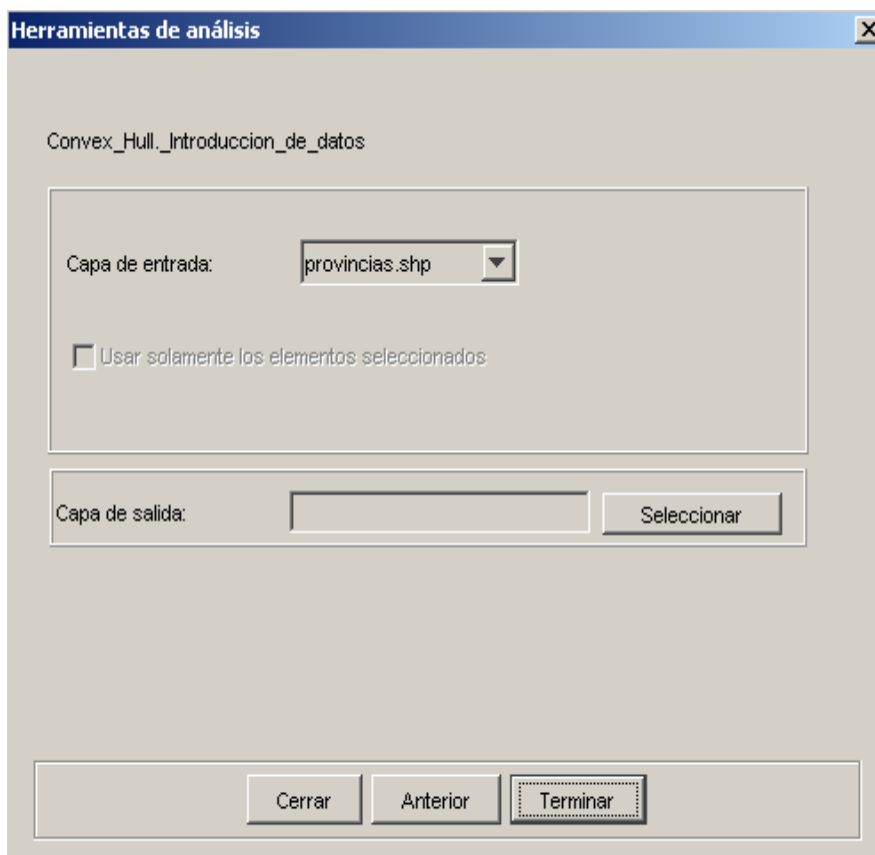 Herramientas de análisis
Convex_Hull._Introduccion_de_datos
Capa de entrada: provincias.shp
Usar solamente los elementos seleccionados
Capa de salida: Seleccionar
Cerrar Anterior Terminar